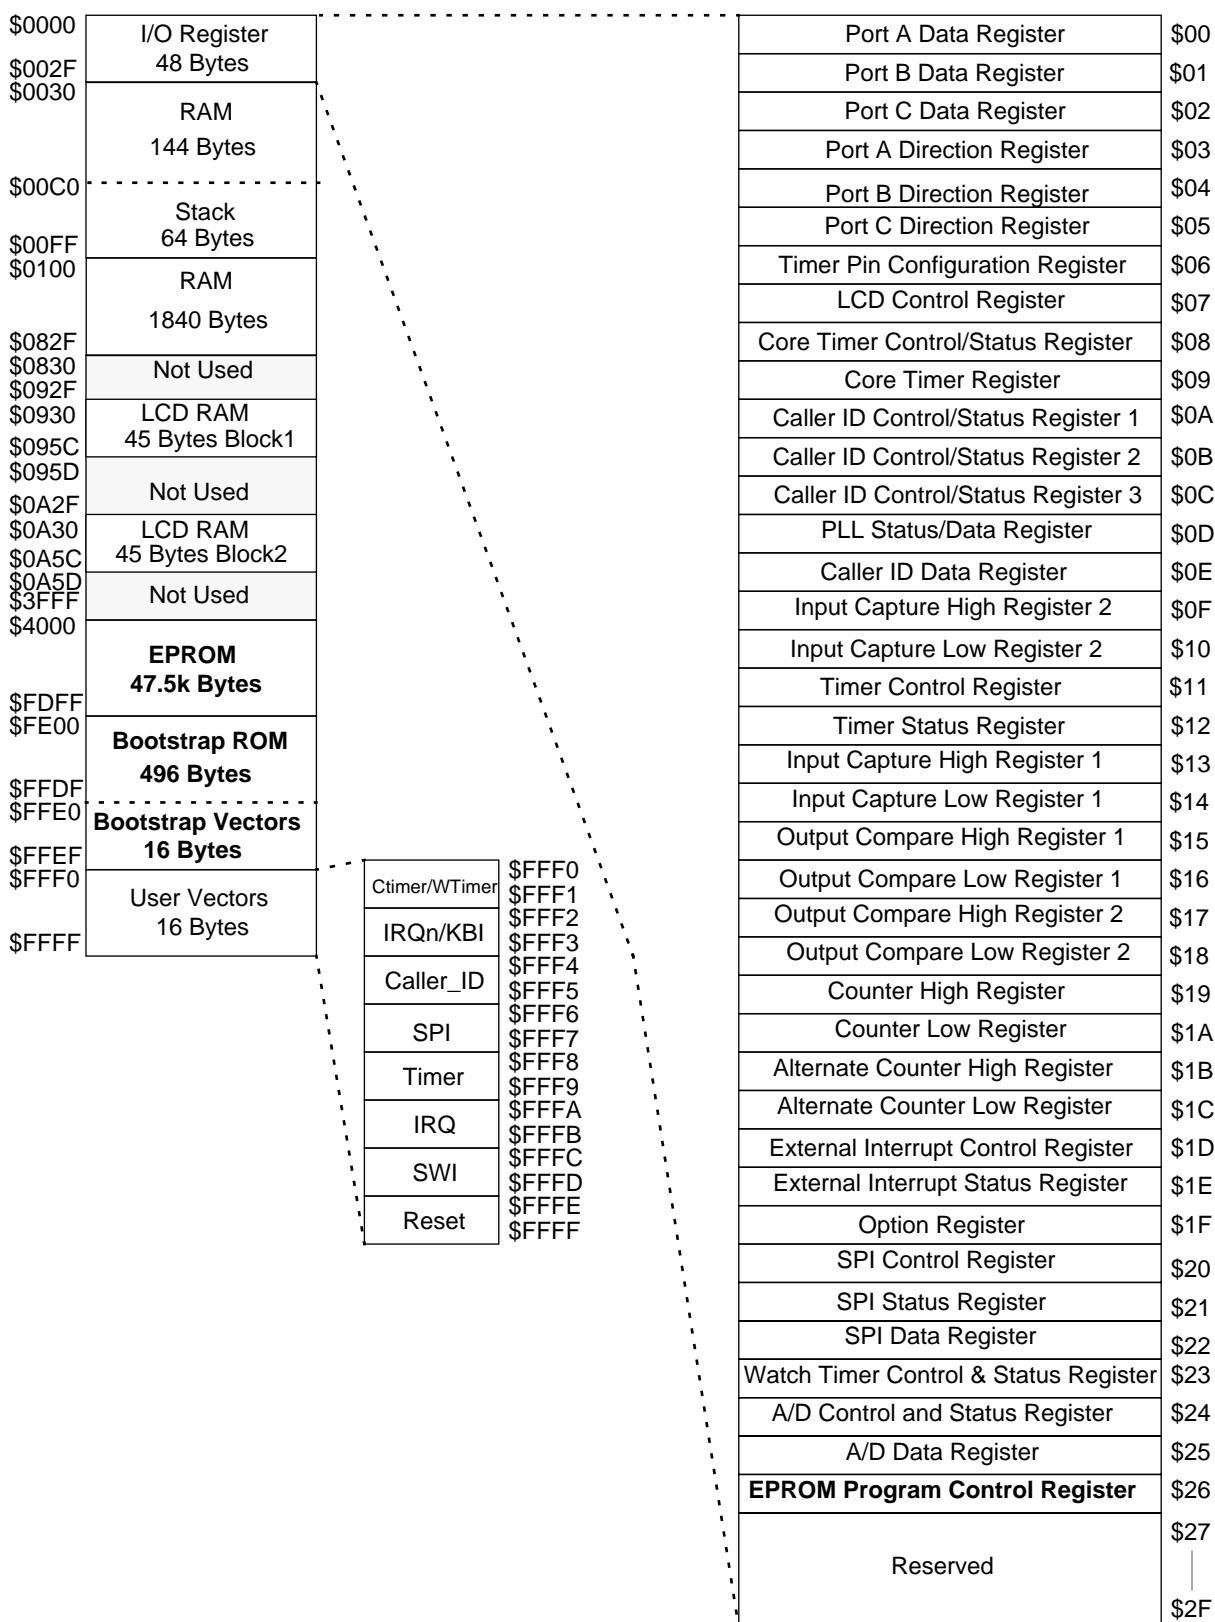 $0000
I/O Register
48 Bytes
$002F
$0030
RAM
144 Bytes
$00C0
Stack
64 Bytes
$00FF
$0100
RAM
1840 Bytes
$082F
$0830
Not Used
$092F
$0930
LCD RAM
45 Bytes Block1
$095C
$095D
Not Used
$0A2F
$0A30
LCD RAM
45 Bytes Block2
$0A5C
$0A5D
Not Used
$3FFF
$4000
EPROM
47.5k Bytes
$FDFF
$FE00
Bootstrap ROM
496 Bytes
$FFDF
$FFE0
Bootstrap Vectors
16 Bytes
$FFEF
$FFF0
User Vectors
16 Bytes
$FFFF
$FFF0
Ctimer/WTimer
$FFF1
$FFF2
IRQn/KBI
$FFF3
$FFF4
Caller_ID
$FFF5
$FFF6
SPI
$FFF7
$FFF8
Timer
$FFF9
$FFFA
IRQ
$FFFB
$FFFC
SWI
$FFFD
$FFFE
Reset
$FFFF
Port A Data Register $00
Port B Data Register $01
Port C Data Register $02
Port A Direction Register $03
Port B Direction Register $04
Port C Direction Register $05
Timer Pin Configuration Register $06
LCD Control Register $07
Core Timer Control/Status Register $08
Core Timer Register $09
Caller ID Control/Status Register 1 $0A
Caller ID Control/Status Register 2 $0B
Caller ID Control/Status Register 3 $0C
PLL Status/Data Register $0D
Caller ID Data Register $0E
Input Capture High Register 2 $0F
Input Capture Low Register 2 $10
Timer Control Register $11
Timer Status Register $12
Input Capture High Register 1 $13
Input Capture Low Register 1 $14
Output Compare High Register 1 $15
Output Compare Low Register 1 $16
Output Compare High Register 2 $17
Output Compare Low Register 2 $18
Counter High Register $19
Counter Low Register $1A
Alternate Counter High Register $1B
Alternate Counter Low Register $1C
External Interrupt Control Register $1D
External Interrupt Status Register $1E
Option Register $1F
SPI Control Register $20
SPI Status Register $21
SPI Data Register $22
Watch Timer Control & Status Register $23
A/D Control and Status Register $24
A/D Data Register $25
EPROM Program Control Register $26
$27
Reserved
$2F